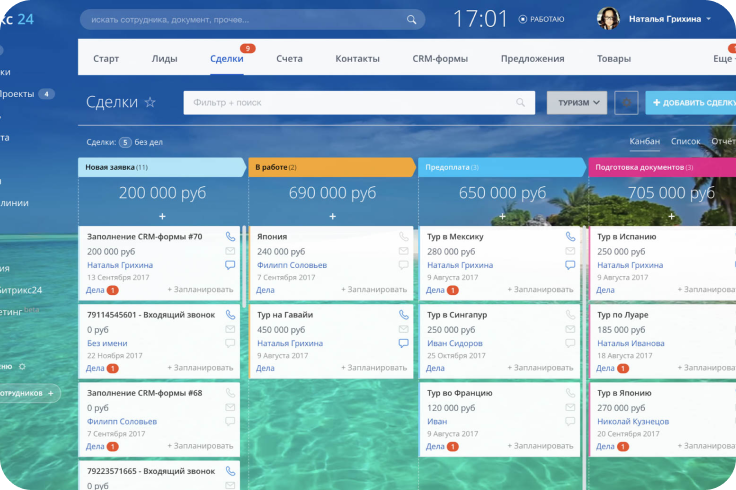 кс 24
искать сотрудника, документ, прочее...
17:01
РАБОТАЮ
Наталья Грихина
9
Старт Лиды Сделки Счета Контакты CRM-формы Предложения Товары Еще
Сделки
Фильтр + поиск
ТУРИЗМ
+ ДОБАВИТЬ СДЕЛКУ
Сделки: 5 без дел
Канбан Список Отчёт
ки
Проекты 4
та
линии
ия
битрикс24
етинг
ню
ОТРУДНИКОВ +
Новая заявка (11)
200 000 руб
+
Заполнение CRM-формы #70
200 000 руб
Наталья Грихина
13 Сентября 2017
Дела 1 + Запланировать
79114545601 - Входящий звонок
0 руб
Без имени
22 Ноября 2017
Дела 1 + Запланировать
Заполнение CRM-формы #68
0 руб
Филипп Соловьев
7 Сентября 2017
Дела 1 + Запланировать
79223571665 - Входящий звонок
0 руб
В работе (2)
690 000 руб
+
Япония
240 000 руб
Филипп Соловьев
7 Сентября 2017
Дела + Запланировать
Тур на Гавайи
450 000 руб
Наталья Грихина
9 Августа 2017
Дела + Запланировать
Предоплата (3)
650 000 руб
+
Тур в Мексику
280 000 руб
Наталья Грихина
9 Августа 2017
Дела 1 + Запланировать
Тур в Сингапур
250 000 руб
Иван Сидоров
25 Октября 2017
Дела + Запланировать
Тур во Францию
120 000 руб
Иван
9 Августа 2017
Дела 1 + Запланировать
Подготовка документов (3)
705 000 руб
+
Тур в Испанию
250 000 руб
Наталья Грихина
9 Августа 2017
Дела + Запланировать
Тур по Луаре
185 000 руб
Наталья Иванова
18 Августа 2017
Дела 1 + Запланировать
Тур в Японию
270 000 руб
Николай Кузнецов
20 Сентября 2017
Дела 1 + Запланировать